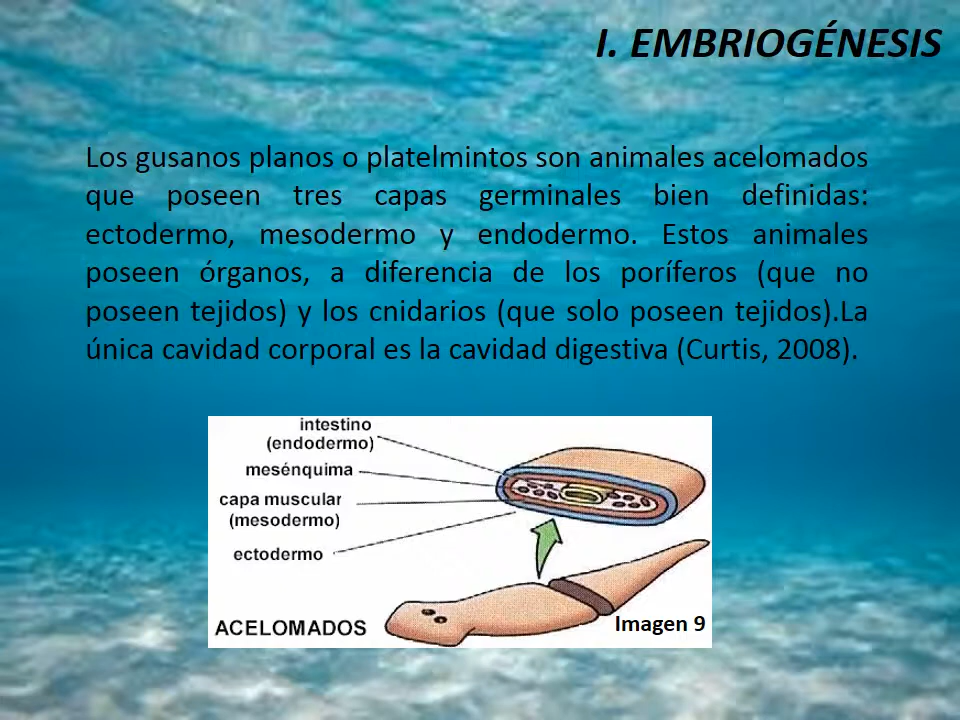 I. EMBRIOGÉNESIS
Los gusanos planos o platelmintos son animales acelomados
que poseen tres capas germinales bien definidas:
ectodermo, mesodermo y endodermo. Estos animales
poseen órganos, a diferencia de los poríferos (que no
poseen tejidos) y los cnidarios (que solo poseen tejidos).La
única cavidad corporal es la cavidad digestiva (Curtis, 2008).
intestino
(endodermo)
mesénquima
capa muscular
(mesodermo)
ectodermo
ACELOMADOS
Imagen 9